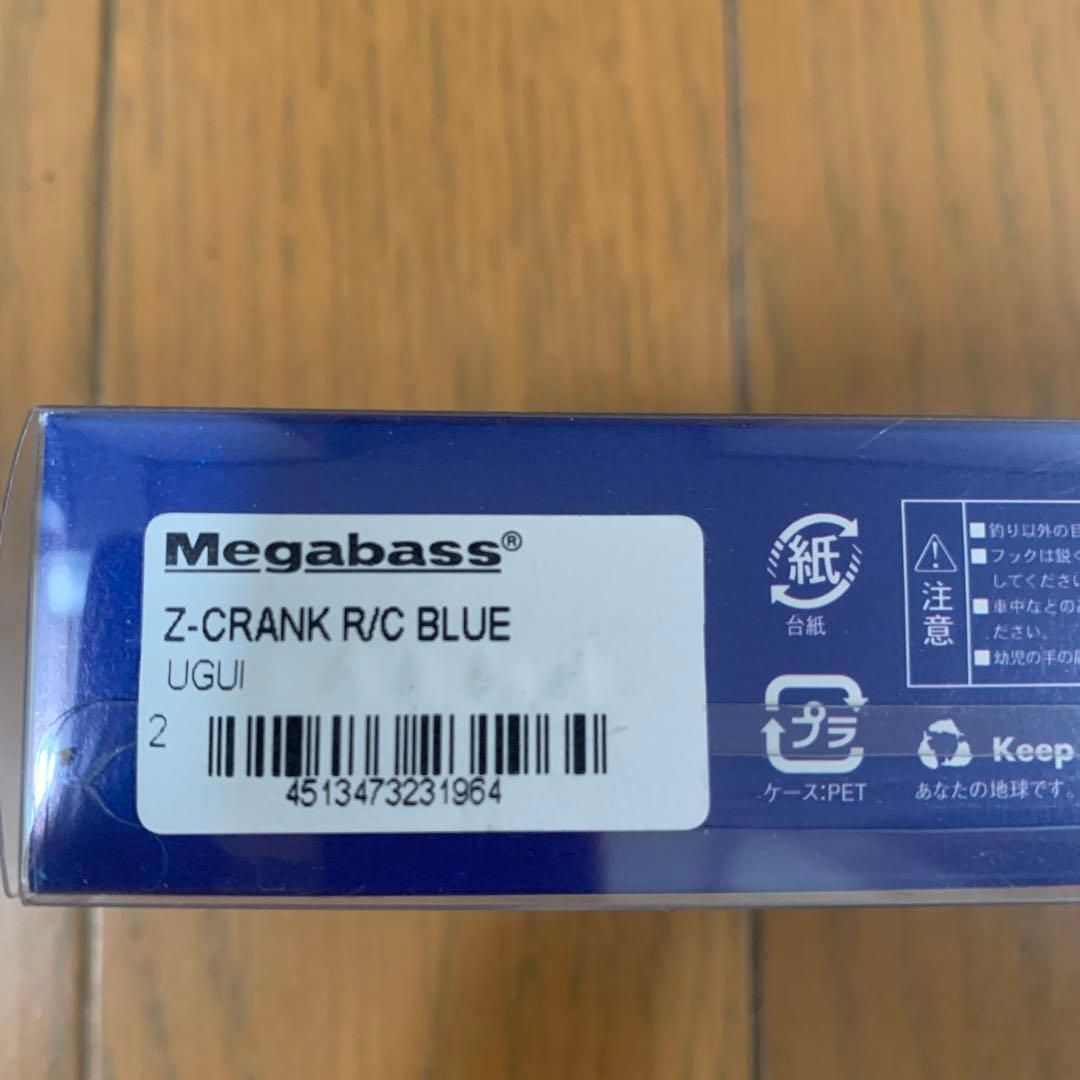 Megabass®
Z-CRANK R/C BLUE
UGUI
2
4513473231964
紙
台紙
プラ
ケース:PET
注意
■釣り以外の目
■フックは鋭く
してくださ
■車中などの高
ださい。
■幼児の手の届
Keep
あなたの地球です。